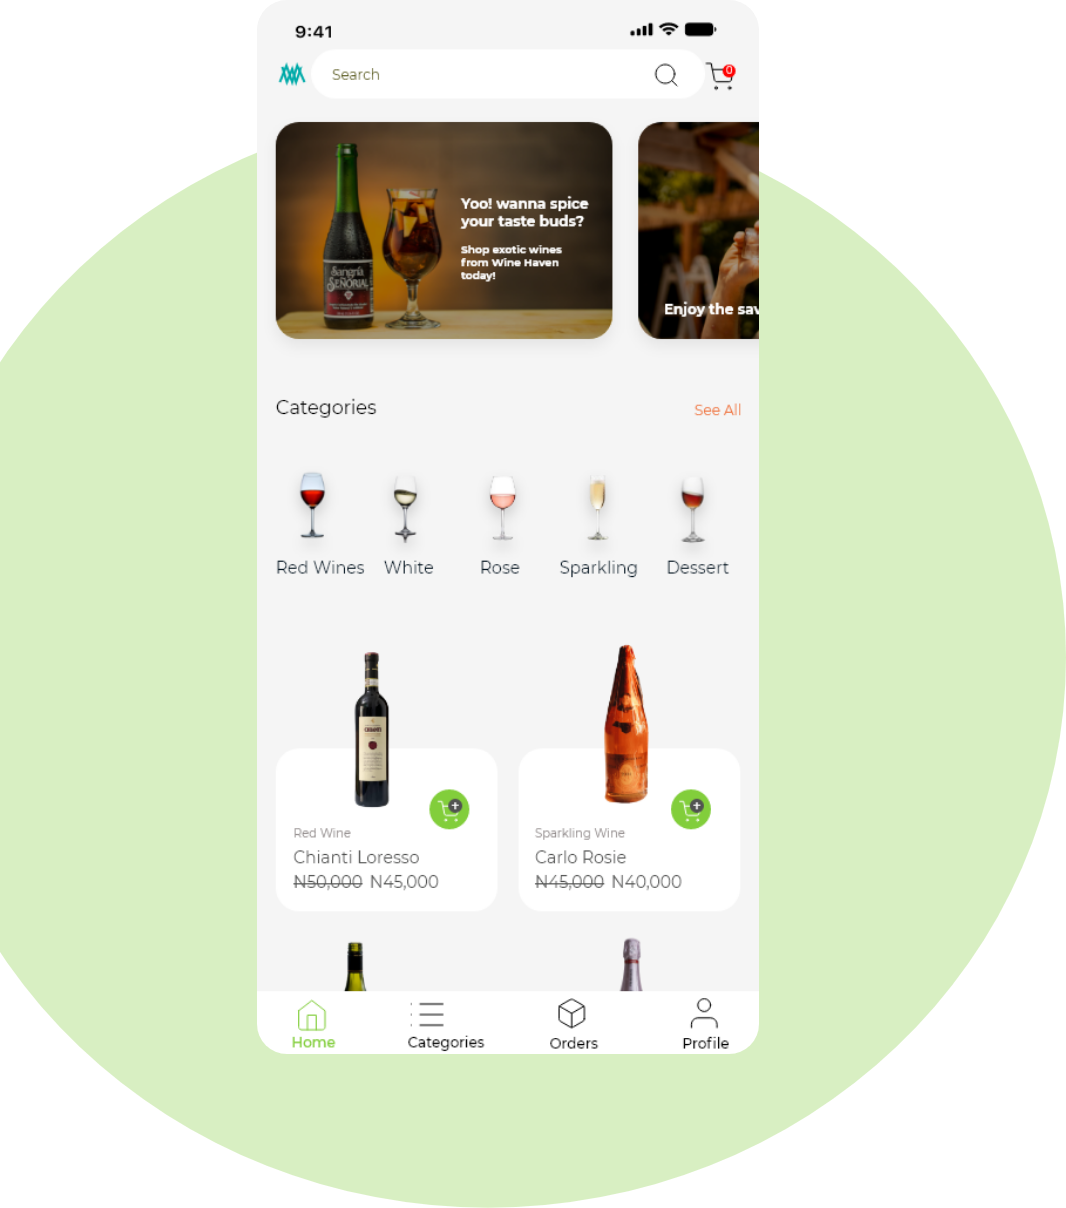 9:41
Search
0
Yoo! wanna spice
your taste buds?
Shop exotic wines
from Wine Haven
today!
Sangría
SEÑORIAL
Enjoy the sav
Categories
See All
Red Wines
White
Rose
Sparkling
Dessert
CHIANTI
Red Wine
Chianti Loresso
N50,000 N45,000
Sparkling Wine
Carlo Rosie
N45,000 N40,000
Home
Categories
Orders
Profile